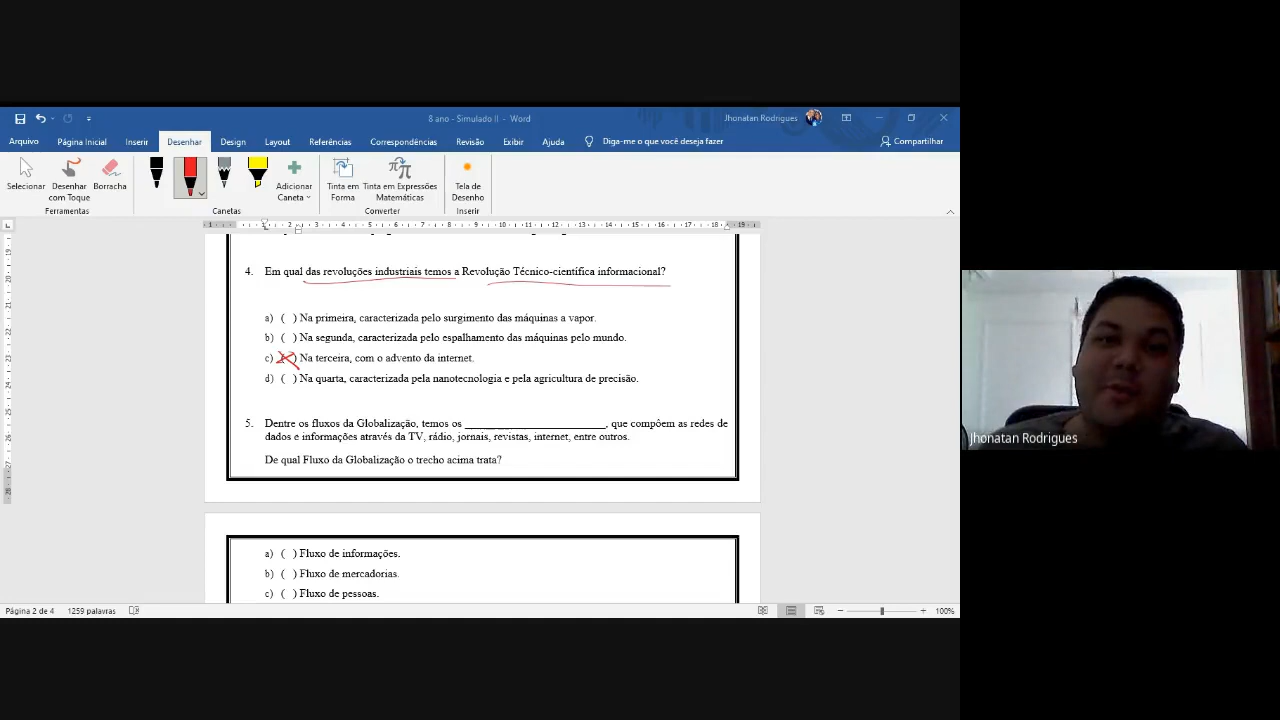 8 ano - Simulado II - Word
Jhonatan Rodrigues
Arquivo Página Inicial Inserir Desenhar Design Layout Referências Correspondências Revisão Exibir Ajuda Diga-me o que você deseja fazer Compartilhar
Selecionar Desenhar com Toque Borracha Adicionar Caneta Tinta em Forma Tinta em Expressões Matemáticas Tela de Desenho
Ferramentas Canetas Converter Inserir
4. Em qual das revoluções industriais temos a Revolução Técnico-científica informacional?
a) ( ) Na primeira, caracterizada pelo surgimento das máquinas a vapor.
b) ( ) Na segunda, caracterizada pelo espalhamento das máquinas pelo mundo.
c) (X) Na terceira, com o advento da internet.
d) ( ) Na quarta, caracterizada pela nanotecnologia e pela agricultura de precisão.
5. Dentre os fluxos da Globalização, temos os __________________________, que compõem as redes de
dados e informações através da TV, rádio, jornais, revistas, internet, entre outros.
De qual Fluxo da Globalização o trecho acima trata?
a) ( ) Fluxo de informações.
b) ( ) Fluxo de mercadorias.
c) ( ) Fluxo de pessoas.
Página 2 de 4 1259 palavras 100%
Jhonatan Rodrigues